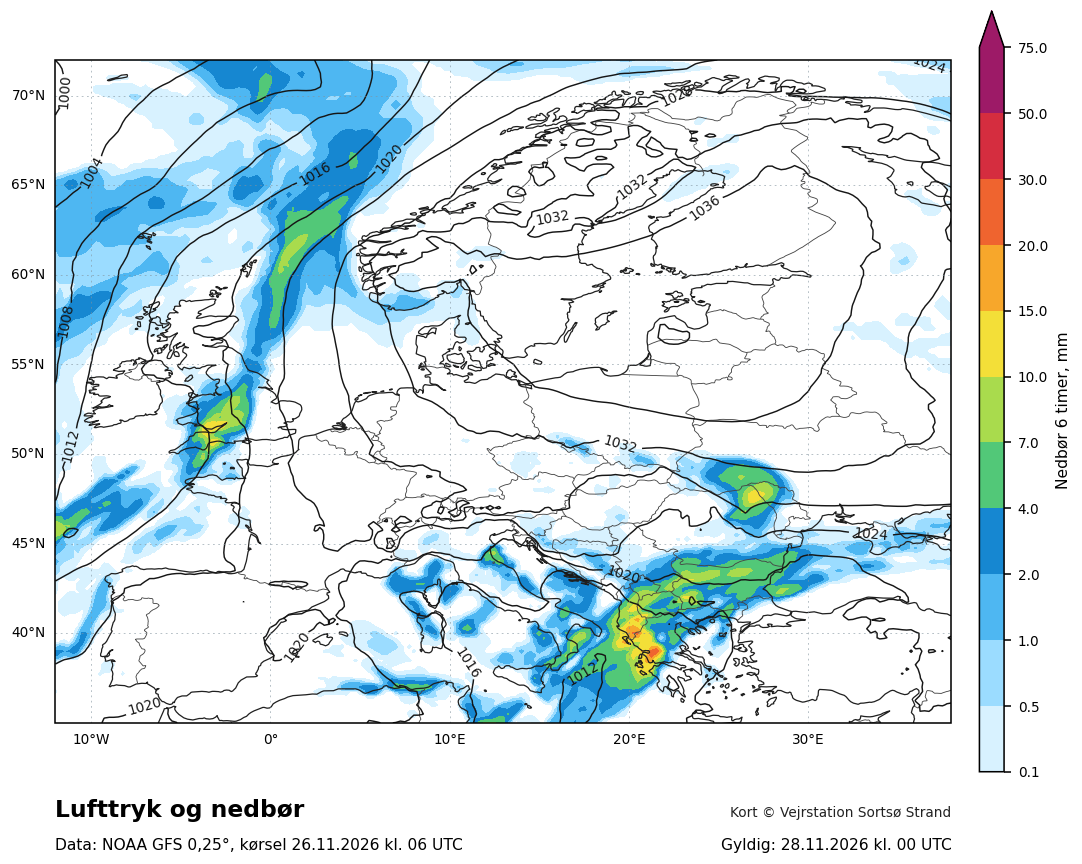 1024
1000
1028
1004
1016
1020
1032
1032
1036
1008
1012
1032
1024
1020
1020
1016
1012
1020
70°N
65°N
60°N
55°N
50°N
45°N
40°N
10°W
0°
10°E
20°E
30°E
75.0
50.0
30.0
20.0
15.0
10.0
7.0
4.0
2.0
1.0
0.5
0.1
Nedbør 6 timer, mm
Lufttryk og nedbør
Kort © Vejrstation Sortsø Strand
Data: NOAA GFS 0,25°, kørsel 26.11.2026 kl. 06 UTC
Gyldig: 28.11.2026 kl. 00 UTC